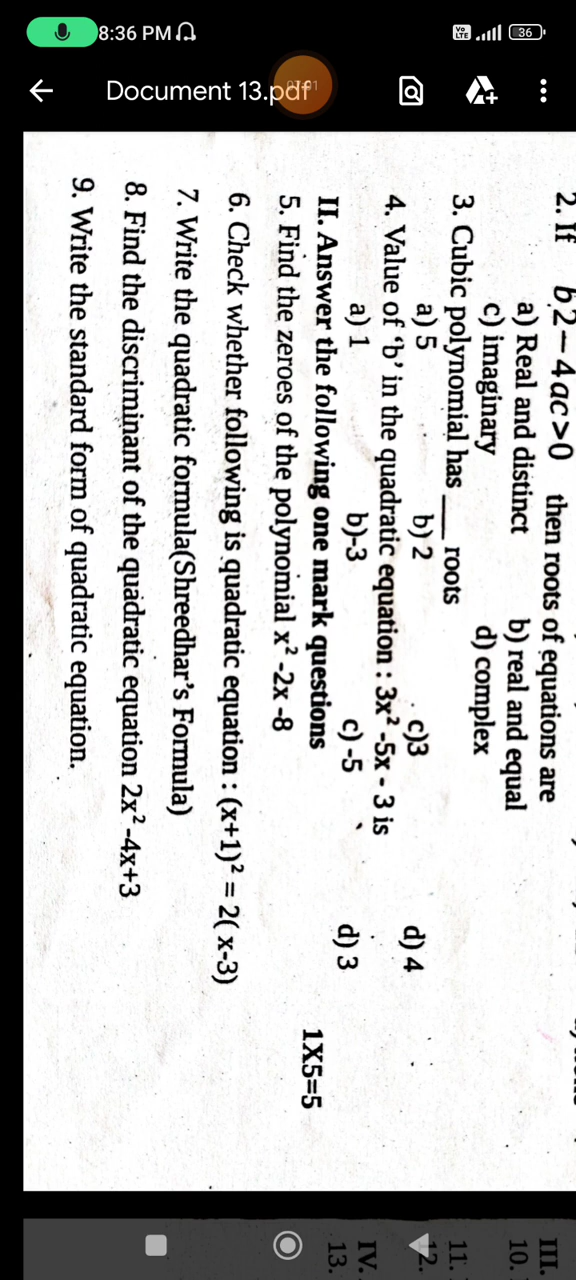 8:36 PM
Vo LTE
36
Document 13.pdf
07:01
2. If b2−4ac>0 then roots of equations are
a) Real and distinct b) real and equal
c) imaginary d) complex
3. Cubic polynomial has ___ roots
a) 5 b) 2 c)3 d) 4
4. Value of ‘b’ in the quadratic equation : 3x² -5x - 3 is
a) 1 b)-3 c) -5 d) 3
II. Answer the following one mark questions 1X5=5
5. Find the zeroes of the polynomial x² -2x -8
6. Check whether following is quadratic equation : (x+1)² = 2( x-3)
7. Write the quadratic formula(Shreedhar's Formula)
8. Find the discriminant of the quadratic equation 2x² -4x+3
9. Write the standard form of quadratic equation.
III.
10.
11.
12.
IV.
13.